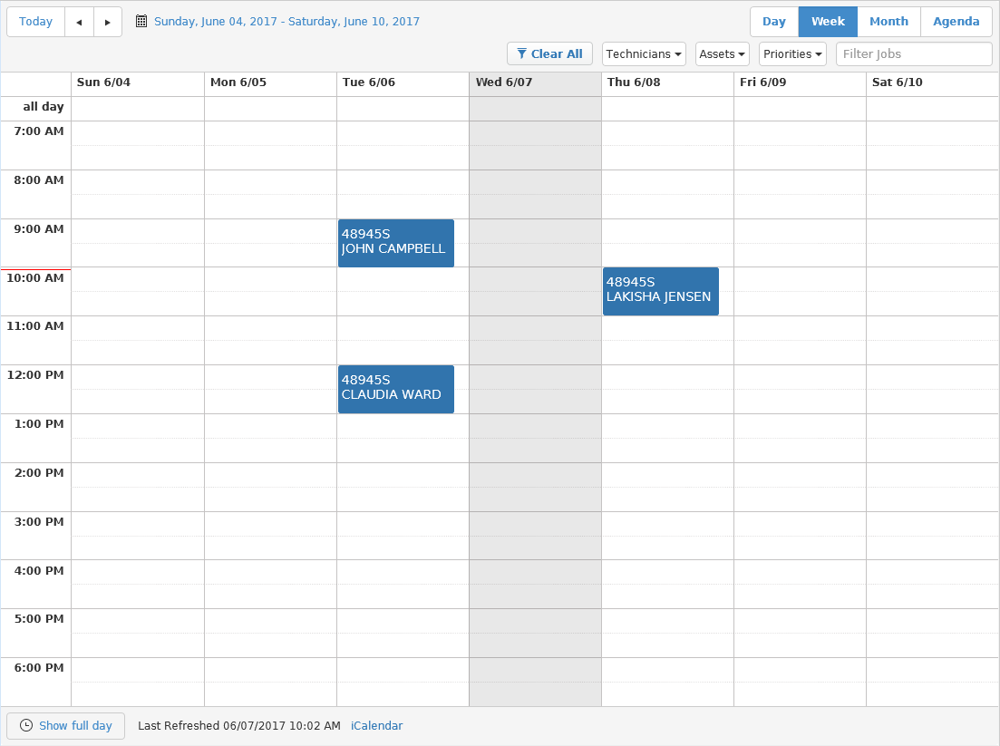 Today ◂ ▸ Sunday, June 04, 2017 - Saturday, June 10, 2017 Day Week Month Agenda
Clear All Technicians Assets Priorities Filter Jobs
Sun 6/04 Mon 6/05 Tue 6/06 Wed 6/07 Thu 6/08 Fri 6/09 Sat 6/10
all day
7:00 AM
8:00 AM
9:00 AM
48945S
JOHN CAMPBELL
10:00 AM
48945S
LAKISHA JENSEN
11:00 AM
12:00 PM
48945S
CLAUDIA WARD
1:00 PM
2:00 PM
3:00 PM
4:00 PM
5:00 PM
6:00 PM
Show full day Last Refreshed 06/07/2017 10:02 AM iCalendar